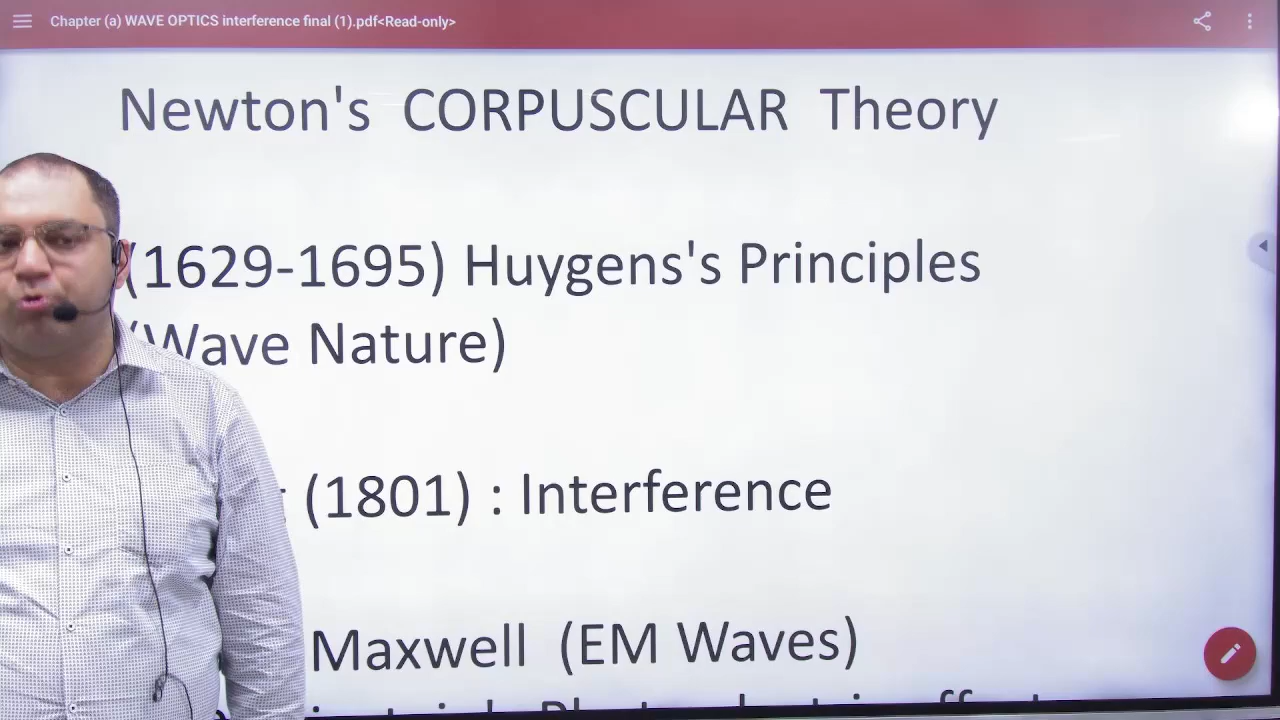 Chapter (a) WAVE OPTICS interference final (1).pdf<Read-only>
Newton's CORPUSCULAR Theory
(1629-1695) Huygens's Principles
(Wave Nature)
(1801) : Interference
Maxwell (EM Waves)